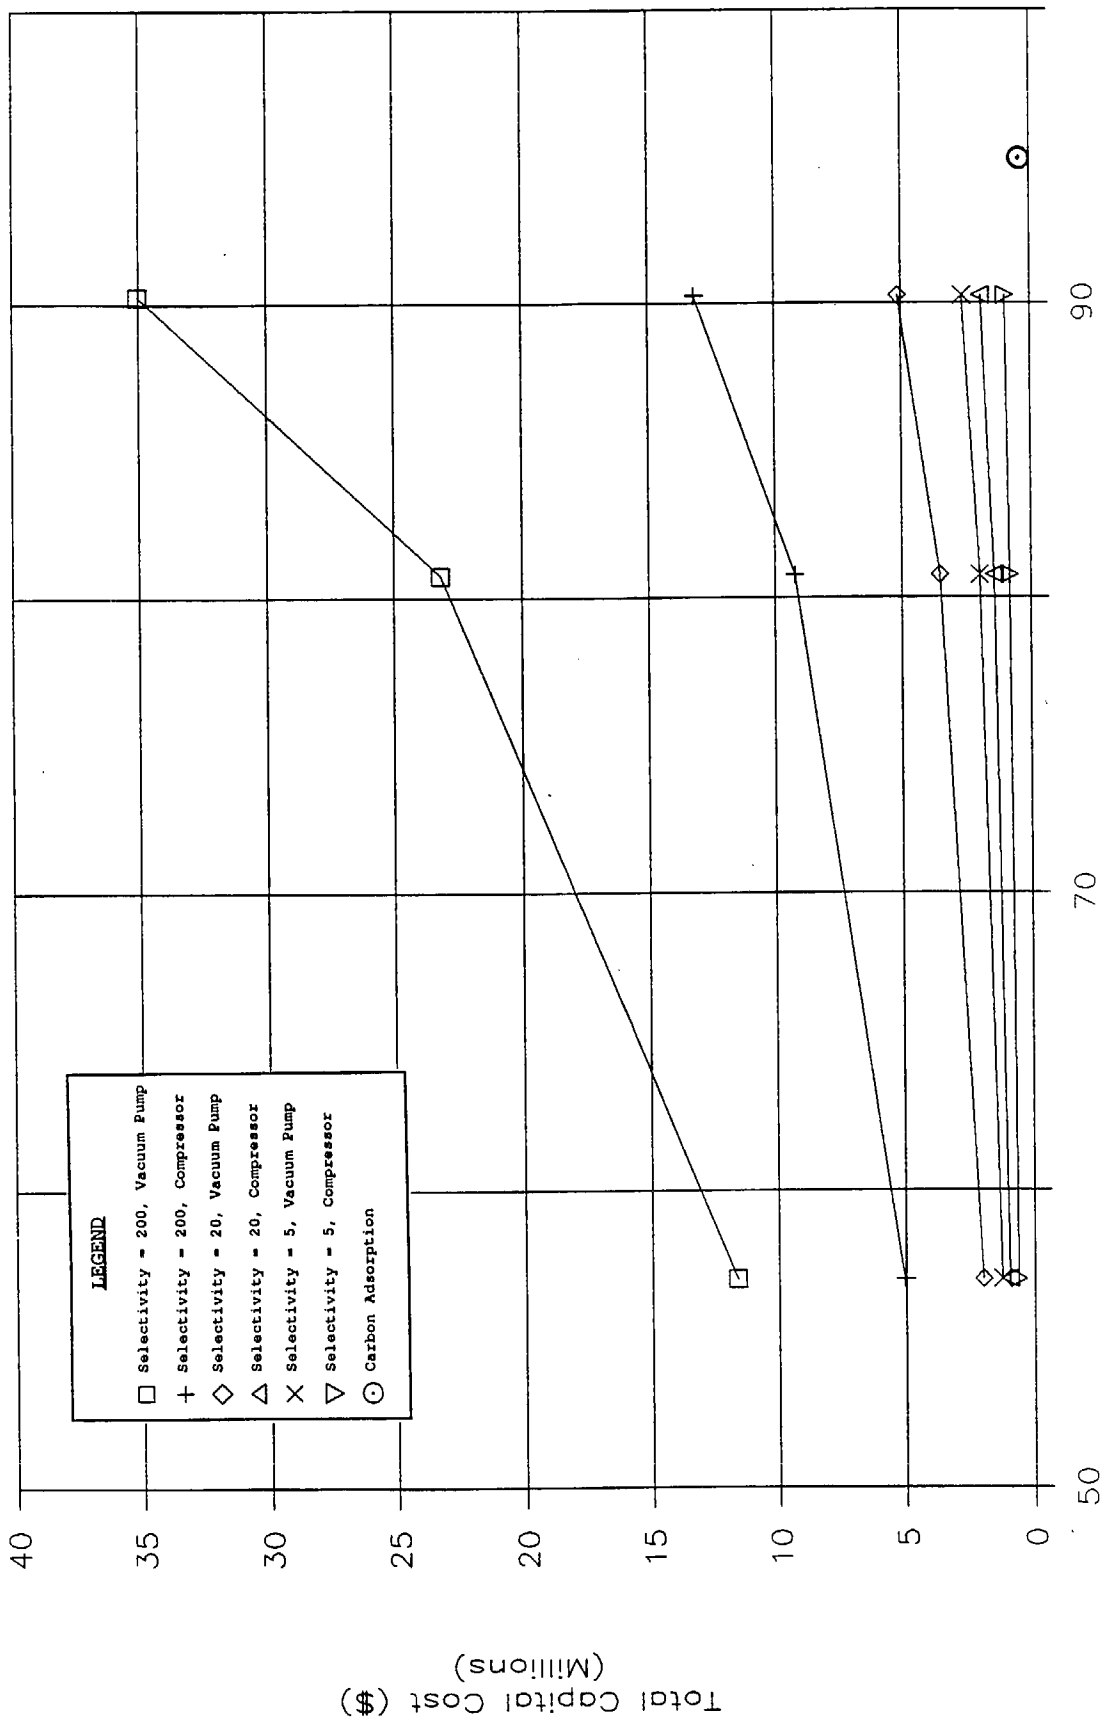 Total Capital Cost ($)
(Millions)
40
35
30
25
20
15
10
5
0
50
70
90
LEGEND
Selectivity = 200, Vacuum Pump
Selectivity = 200, Compressor
Selectivity = 20, Vacuum Pump
Selectivity = 20, Compressor
Selectivity = 5, Vacuum Pump
Selectivity = 5, Compressor
Carbon Adsorption